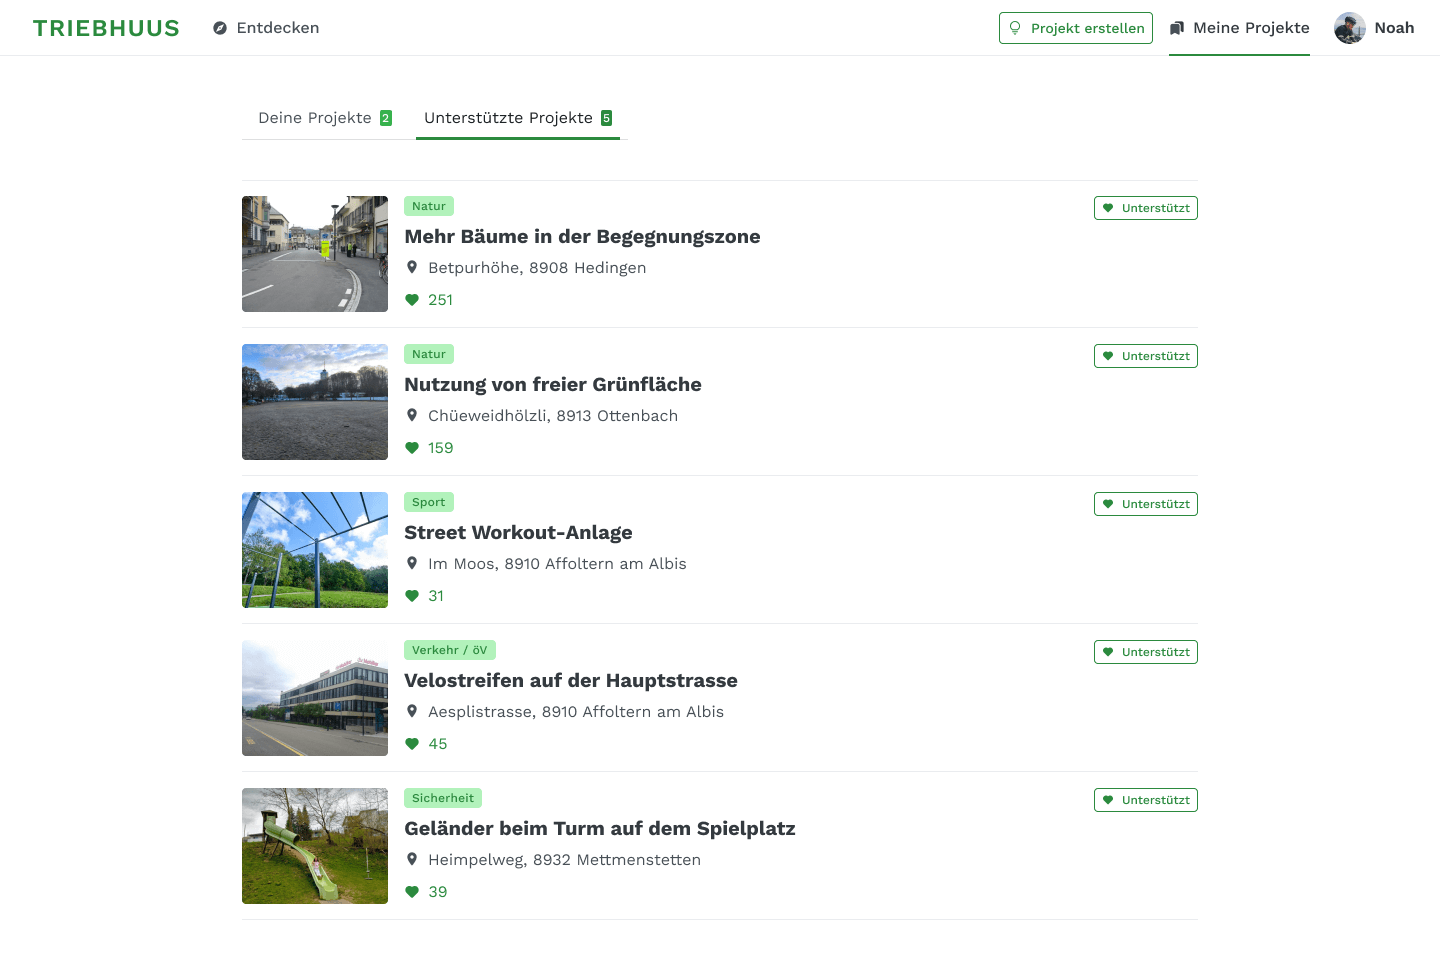 TRIEBHUUS
Entdecken
Projekt erstellen
Meine Projekte
Noah
Deine Projekte 2
Unterstützte Projekte 5
Natur
Unterstützt
Mehr Bäume in der Begegnungszone
Betpurhöhe, 8908 Hedingen
251
Natur
Unterstützt
Nutzung von freier Grünfläche
Chüeweidhölzli, 8913 Ottenbach
159
Sport
Unterstützt
Street Workout-Anlage
Im Moos, 8910 Affoltern am Albis
31
Verkehr / öV
Unterstützt
Velostreifen auf der Hauptstrasse
Aesplistrasse, 8910 Affoltern am Albis
45
Sicherheit
Unterstützt
Geländer beim Turm auf dem Spielplatz
Heimpelweg, 8932 Mettmenstetten
39